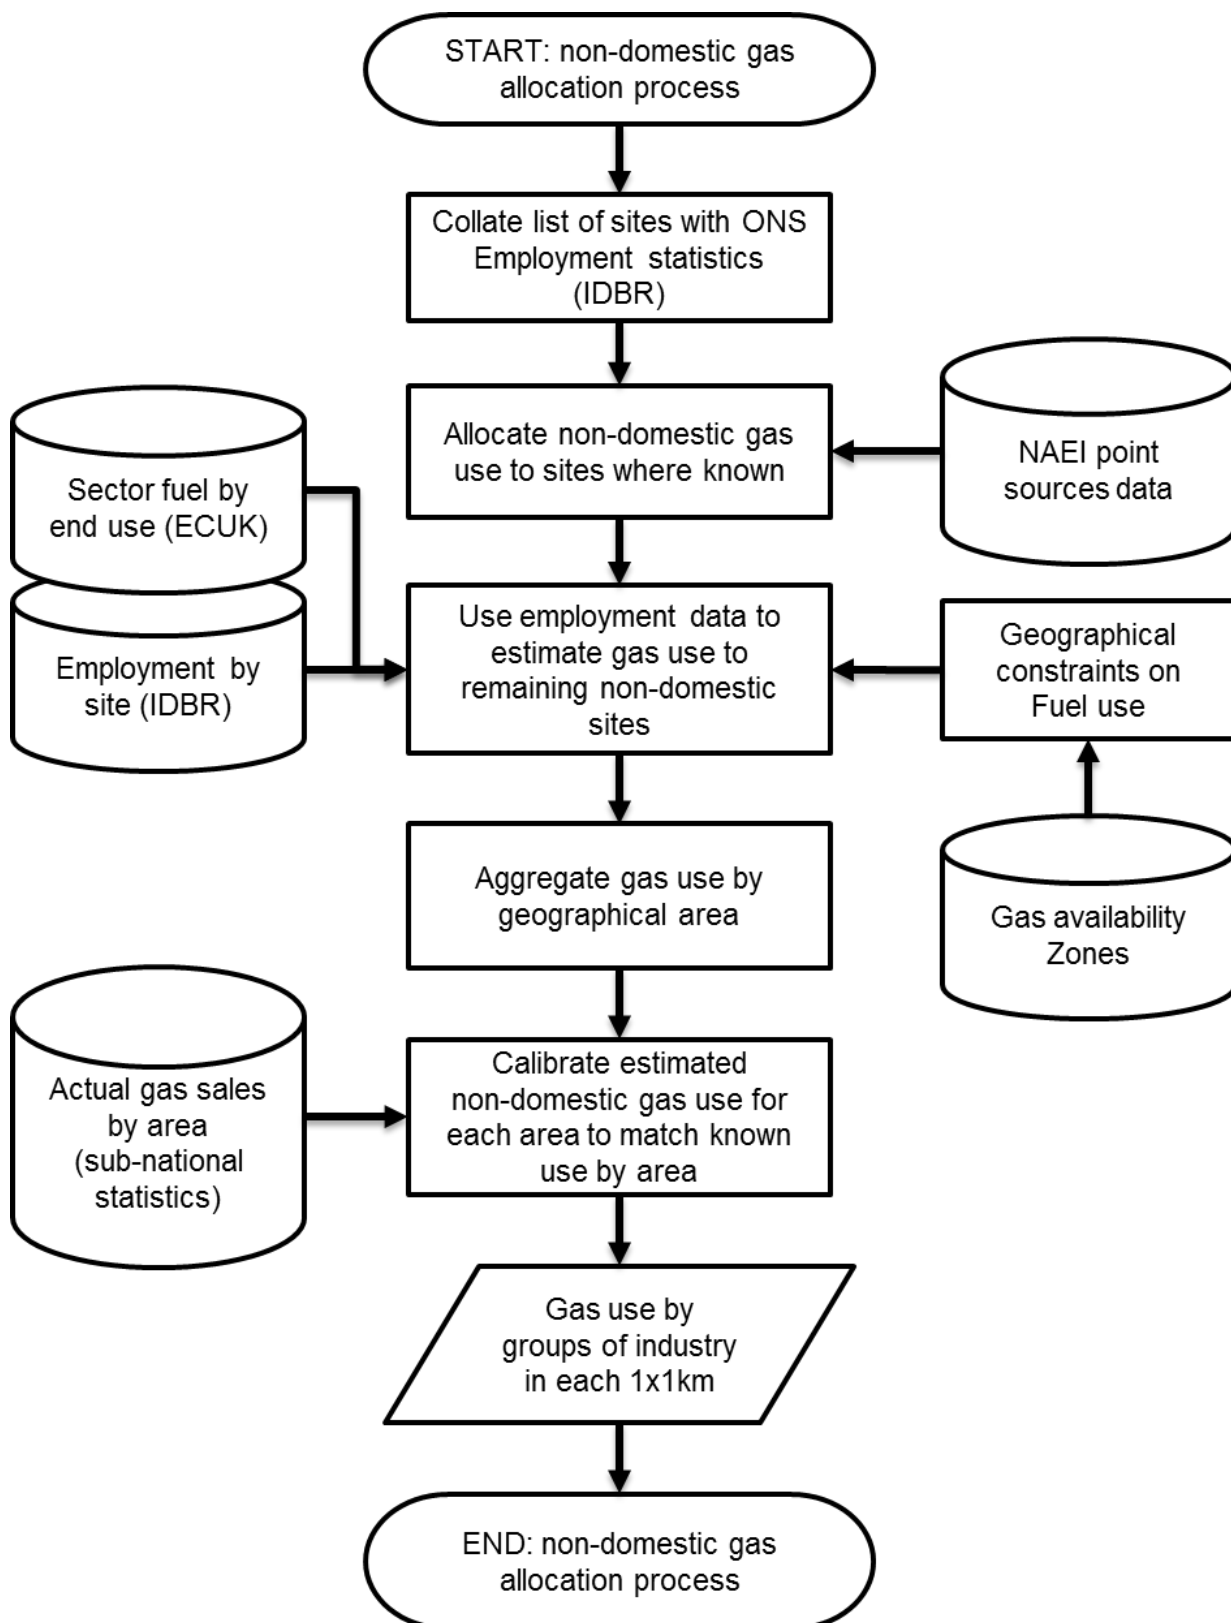 START: non-domestic gas
allocation process
Collate list of sites with ONS
Employment statistics
(IDBR)
Allocate non-domestic gas
use to sites where known
NAEI point
sources data
Sector fuel by
end use (ECUK)
Employment by
site (IDBR)
Use employment data to
estimate gas use to
remaining non-domestic
sites
Geographical
constraints on
Fuel use
Gas availability
Zones
Aggregate gas use by
geographical area
Actual gas sales
by area
(sub-national
statistics)
Calibrate estimated
non-domestic gas use for
each area to match known
use by area
Gas use by
groups of industry
in each 1x1km
END: non-domestic gas
allocation process